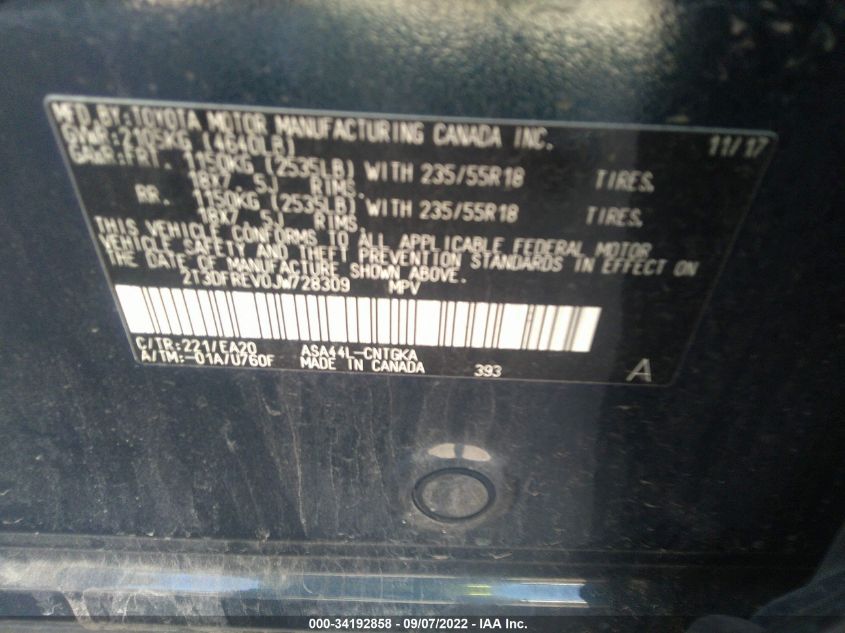 MFD.BY:TOYOTA MOTOR MANUFACTURING CANADA INC. 11/17
GVWR:2105KG (4640LB)
GAWR:FRT. 1150KG (2535LB) WITH 235/55R18 TIRES,
18X7.5J RIMS.
RR. 1150KG (2535LB) WITH 235/55R18 TIRES,
18X7.5J RIMS.
THIS VEHICLE CONFORMS TO ALL APPLICABLE FEDERAL MOTOR
VEHICLE SAFETY AND THEFT PREVENTION STANDARDS IN EFFECT ON
THE DATE OF MANUFACTURE SHOWN ABOVE.
2T3DFREV0JW728309 MPV
C/TR:221/EA20 ASA44L-CNTGKA
A/TM:-01A/U760F MADE IN CANADA 393 A
000-34192858 - 09/07/2022 - IAA Inc.